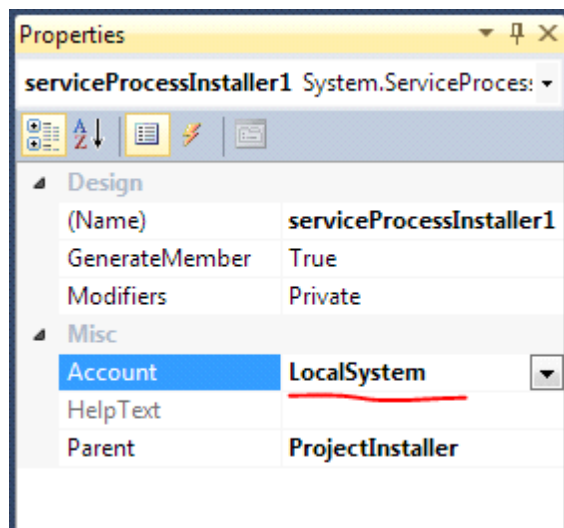 Properties
serviceProcessInstaller1 System.ServiceProces
Design
(Name) serviceProcessInstaller1
GenerateMember True
Modifiers Private
Misc
Account LocalSystem
HelpText
Parent ProjectInstaller